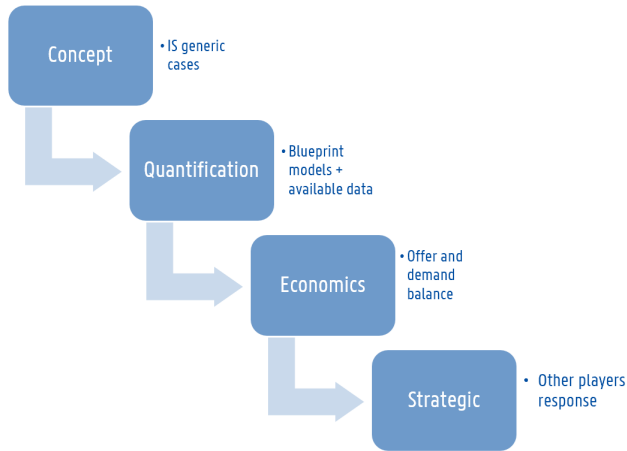 Concept
• IS generic
cases
Quantification
• Blueprint
models +
available data
Economics
• Offer and
demand
balance
Strategic
• Other players
response